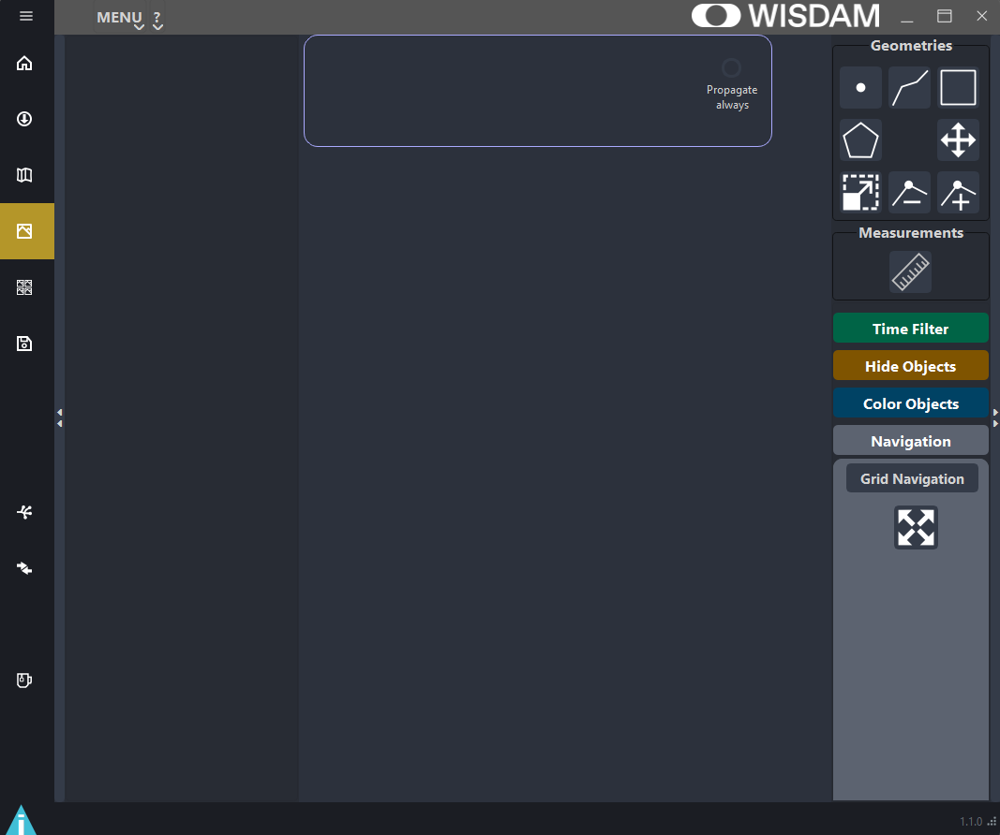 MENU ?
WISDAM
Propagate
always
Geometries
Measurements
Time Filter
Hide Objects
Color Objects
Navigation
Grid Navigation
1.1.0